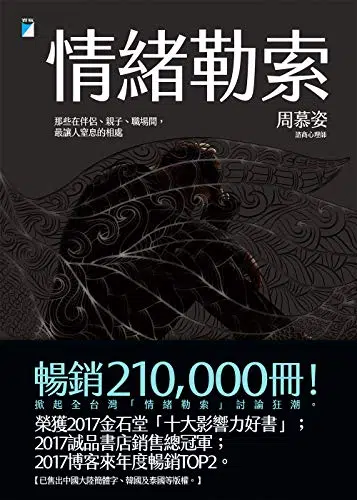 寶瓶
情緒勒索
那些在伴侶、親子、職場間，
最讓人窒息的相處
周慕姿
諮商心理師
暢銷210,000冊！
掀起全台灣「情緒勒索」討論狂潮。
榮獲2017金石堂「十大影響力好書」；
2017誠品書店銷售總冠軍；
2017博客來年度暢銷TOP2。
【已售出中國大陸簡體字、韓國及泰國等版權。】